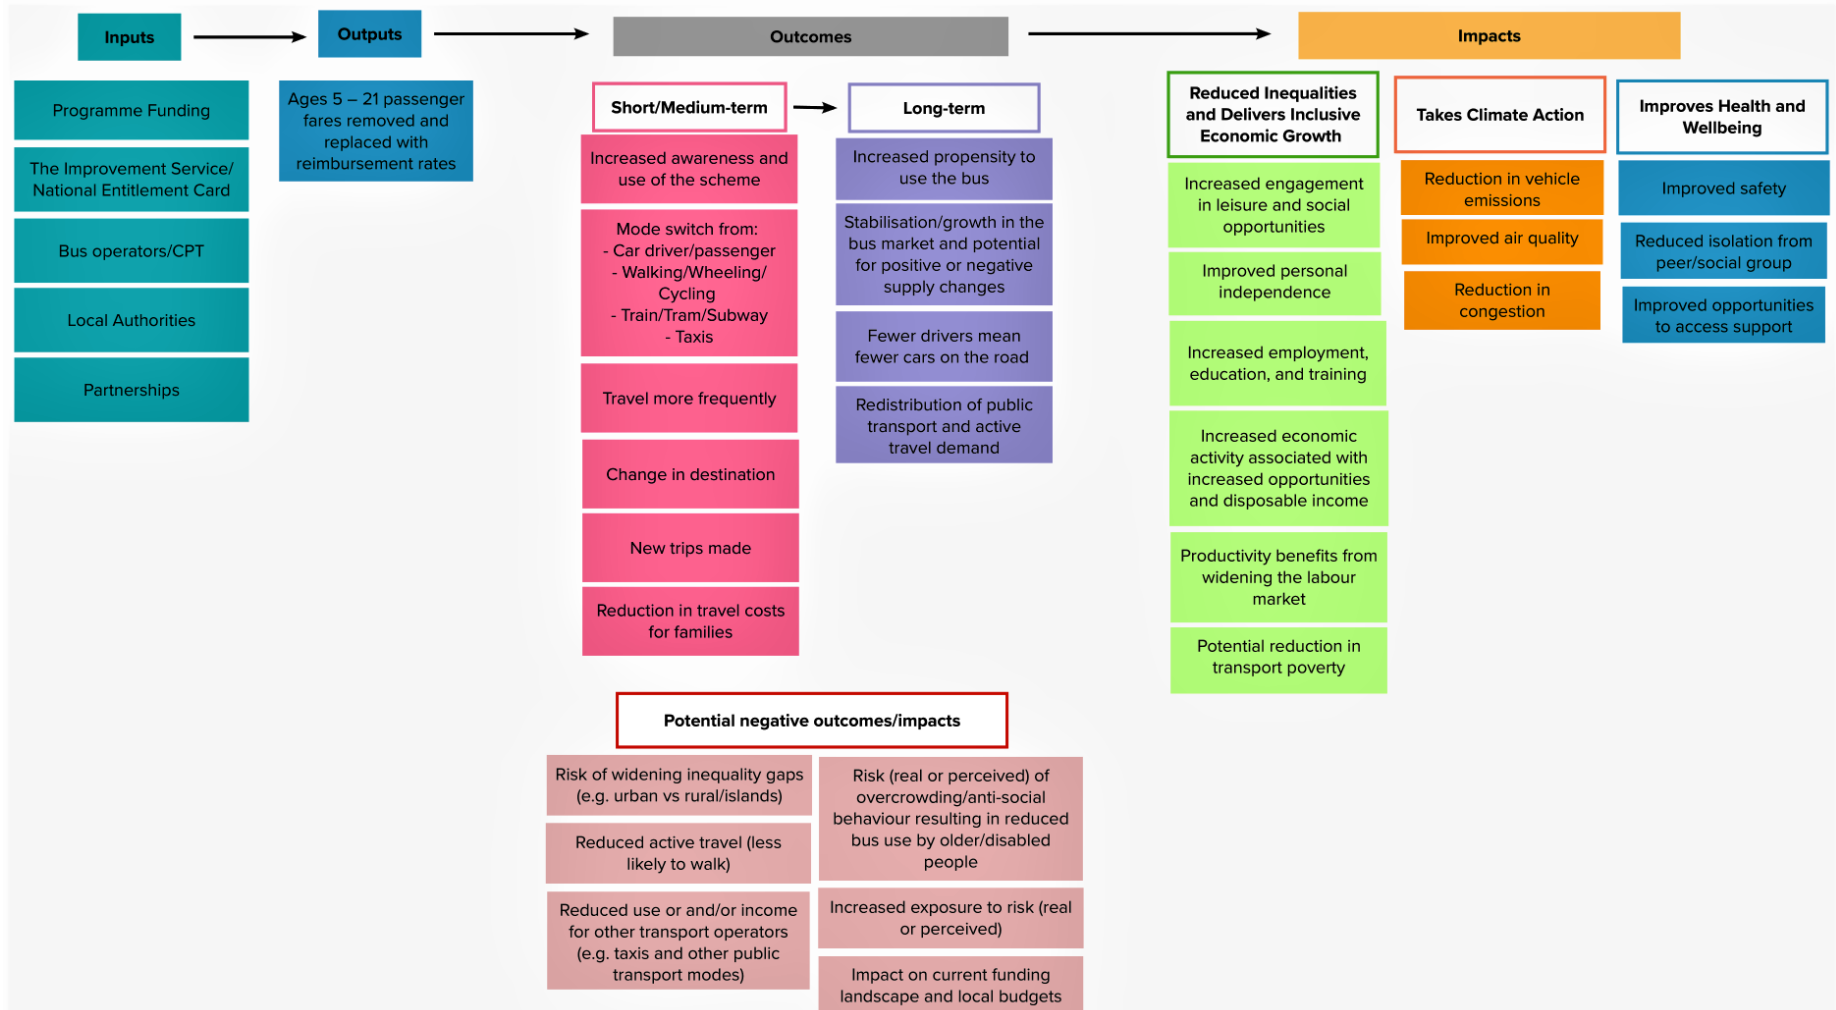 Inputs
Outputs
Outcomes
Impacts
Programme Funding
The Improvement Service/
National Entitlement Card
Bus operators/CPT
Local Authorities
Partnerships
Ages 5 – 21 passenger
fares removed and
replaced with
reimbursement rates
Short/Medium-term
Increased awareness and
use of the scheme
Mode switch from:
- Car driver/passenger
- Walking/Wheeling/
Cycling
- Train/Tram/Subway
- Taxis
Travel more frequently
Change in destination
New trips made
Reduction in travel costs
for families
Long-term
Increased propensity to
use the bus
Stabilisation/growth in the
bus market and potential
for positive or negative
supply changes
Fewer drivers mean
fewer cars on the road
Redistribution of public
transport and active
travel demand
Reduced Inequalities
and Delivers Inclusive
Economic Growth
Increased engagement
in leisure and social
opportunities
Improved personal
independence
Increased employment,
education, and training
Increased economic
activity associated with
increased opportunities
and disposable income
Productivity benefits from
widening the labour
market
Potential reduction in
transport poverty
Takes Climate Action
Reduction in vehicle
emissions
Improved air quality
Reduction in
congestion
Improves Health and
Wellbeing
Improved safety
Reduced isolation from
peer/social group
Improved opportunities
to access support
Potential negative outcomes/impacts
Risk of widening inequality gaps
(e.g. urban vs rural/islands)
Reduced active travel (less
likely to walk)
Reduced use or and/or income
for other transport operators
(e.g. taxis and other public
transport modes)
Risk (real or perceived) of
overcrowding/anti-social
behaviour resulting in reduced
bus use by older/disabled
people
Increased exposure to risk (real
or perceived)
Impact on current funding
landscape and local budgets